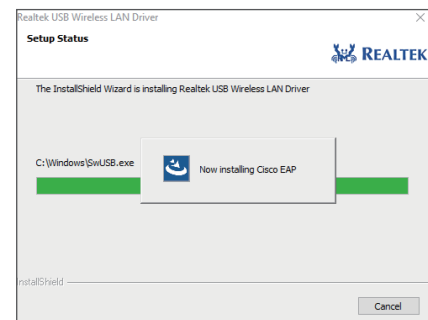 Realtek USB Wireless LAN Driver
Setup Status
REALTEK
The InstallShield Wizard is installing Realtek USB Wireless LAN Driver
C:\Windows\SwUSB.exe
Now installing Cisco EAP
InstallShield
Cancel